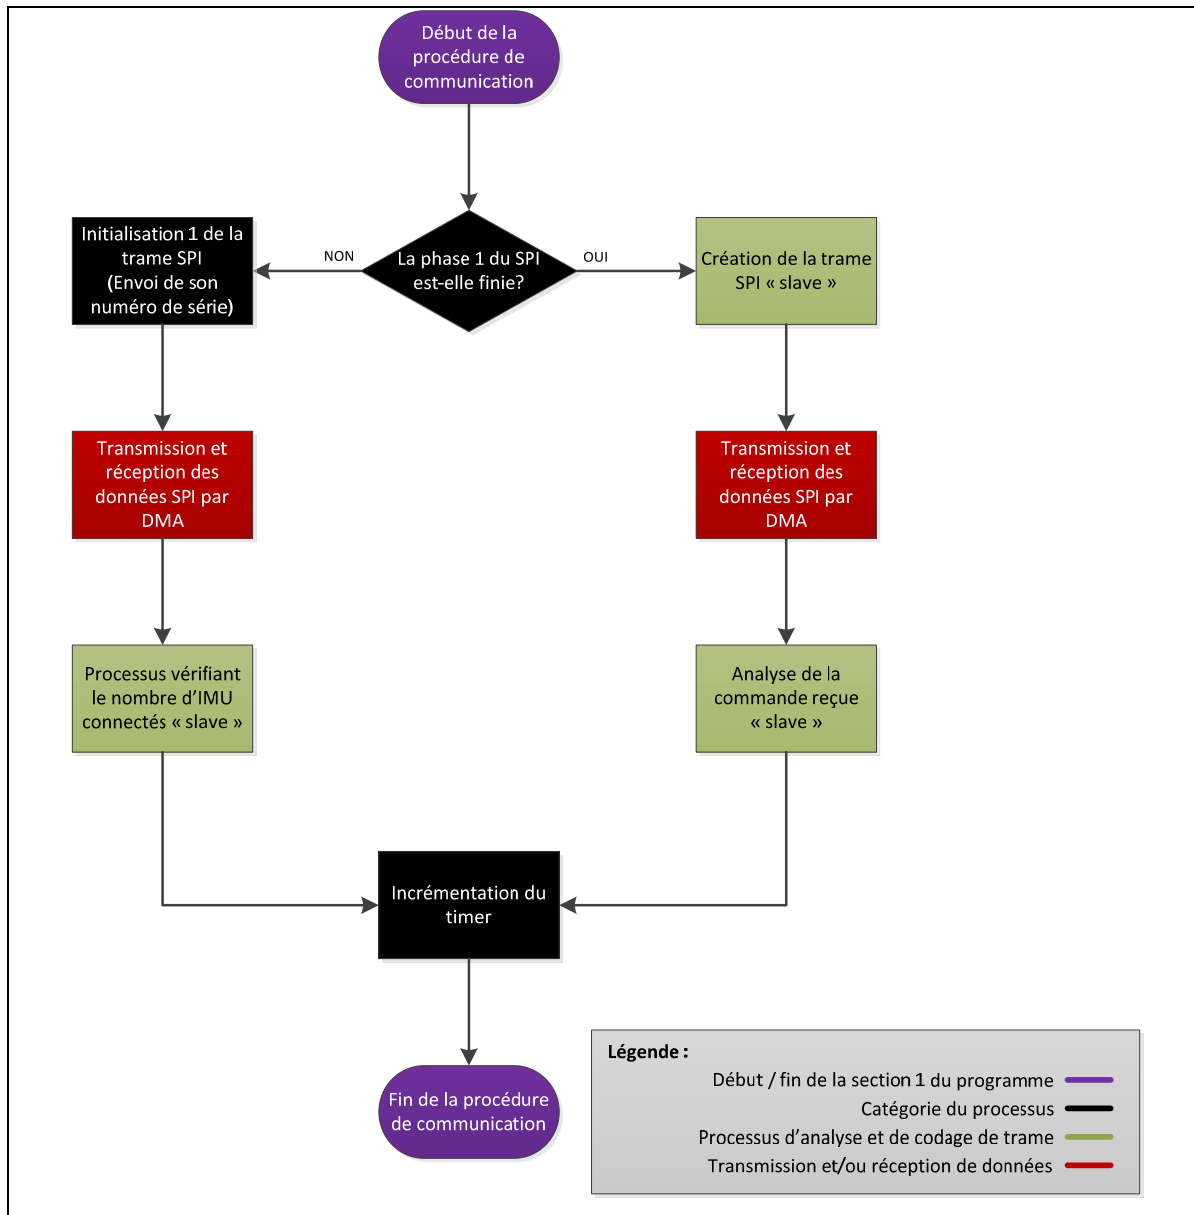 Début de la
procédure de
communication
Initialisation 1 de la
trame SPI
(Envoi de son
numéro de série)
NON
La phase 1 du SPI
est-elle finie?
OUI
Création de la trame
SPI « slave »
Transmission et
réception des
données SPI par
DMA
Transmission et
réception des
données SPI par
DMA
Processus vérifiant
le nombre d’IMU
connectés « slave »
Analyse de la
commande reçue
« slave »
Incrémentation du
timer
Fin de la procédure
de communication
Légende :
Début / fin de la section 1 du programme
Catégorie du processus
Processus d’analyse et de codage de trame
Transmission et/ou réception de données